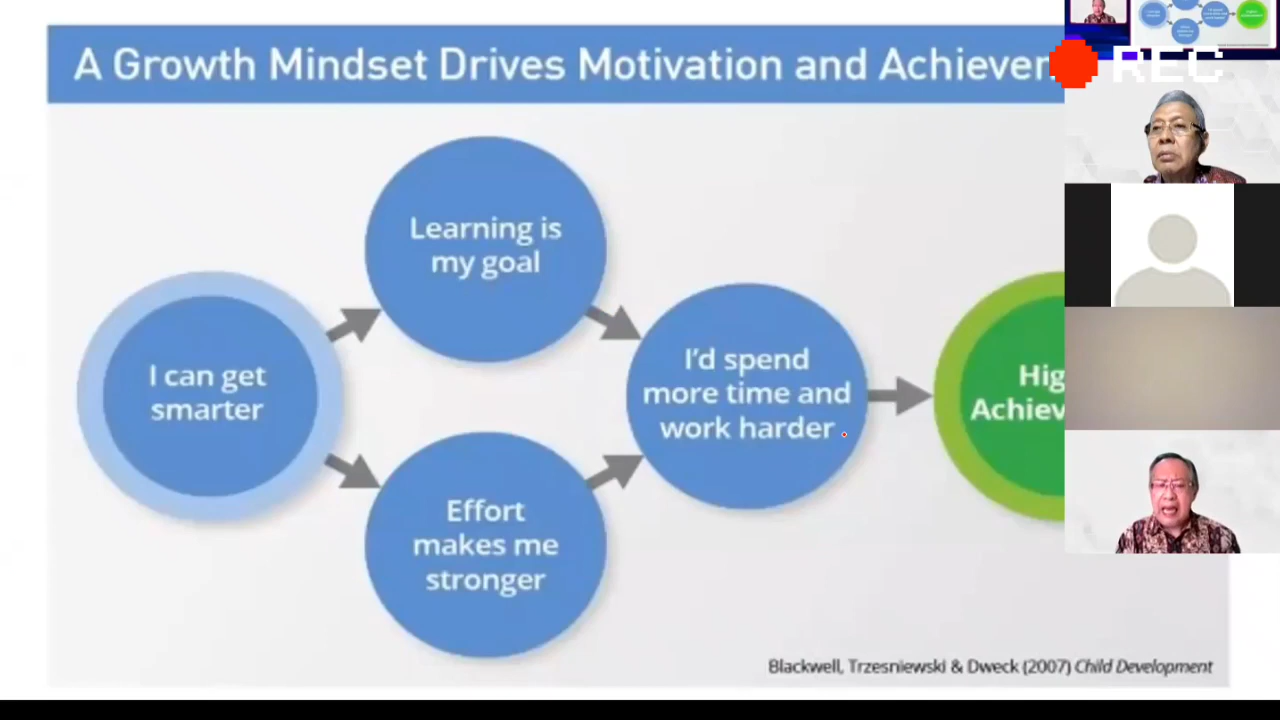 A Growth Mindset Drives Motivation and Achiever
REC
Learning is
my goal
I can get
smarter
I'd spend
more time and
work harder
Hig
Achiev
Effort
makes me
stronger
Blackwell, Trzesniewski & Dweck (2007) Child Development